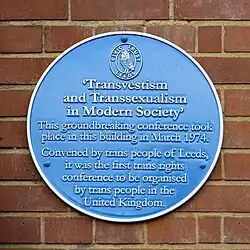 'Transvestism
and Transsexualism
in Modern Society'
This groundbreaking conference took
place in this building in March 1974.
Convened by trans people of Leeds,
it was the first trans rights
conference to be organised
by trans people in the
United Kingdom.